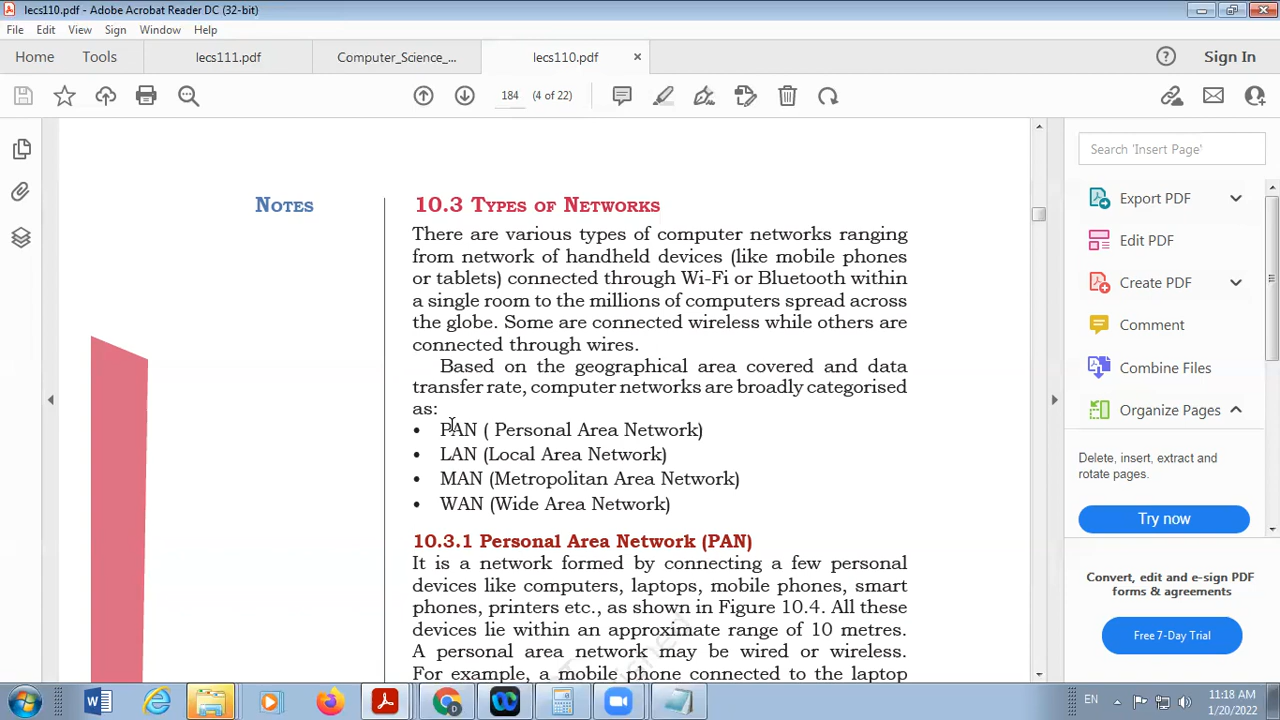 lecs110.pdf - Adobe Acrobat Reader DC (32-bit)
File Edit View Sign Window Help
Home Tools lecs111.pdf Computer_Science_... lecs110.pdf × Sign In
184 (4 of 22)
Search 'Insert Page'
NOTES
10.3 TYPES OF NETWORKS
There are various types of computer networks ranging
from network of handheld devices (like mobile phones
or tablets) connected through Wi-Fi or Bluetooth within
a single room to the millions of computers spread across
the globe. Some are connected wireless while others are
connected through wires.
Based on the geographical area covered and data
transfer rate, computer networks are broadly categorised
as:
• PAN ( Personal Area Network)
• LAN (Local Area Network)
• MAN (Metropolitan Area Network)
• WAN (Wide Area Network)
10.3.1 Personal Area Network (PAN)
It is a network formed by connecting a few personal
devices like computers, laptops, mobile phones, smart
phones, printers etc., as shown in Figure 10.4. All these
devices lie within an approximate range of 10 metres.
A personal area network may be wired or wireless.
For example, a mobile phone connected to the laptop
Export PDF
Edit PDF
Create PDF
Comment
Combine Files
Organize Pages
Delete, insert, extract and
rotate pages.
Try now
Convert, edit and e-sign PDF
forms & agreements
Free 7-Day Trial
EN
11:18 AM
1/20/2022